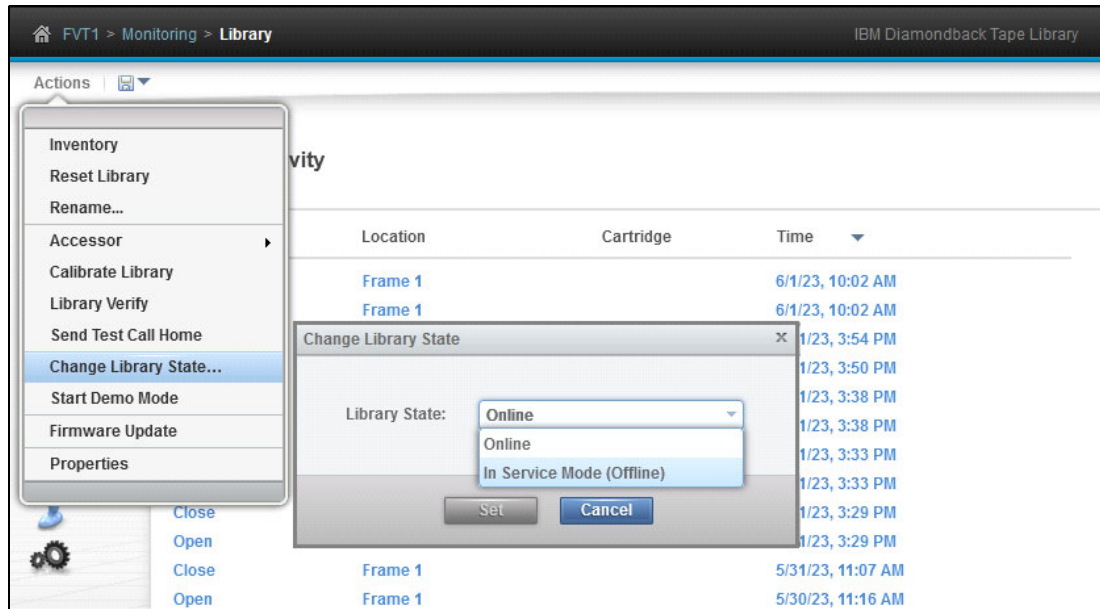 FVT1 > Monitoring > Library
IBM Diamondback Tape Library
Actions
Inventory
Reset Library
Rename...
Accessor
Calibrate Library
Library Verify
Send Test Call Home
Change Library State...
Start Demo Mode
Firmware Update
Properties
vity
Location Cartridge Time
Frame 1 6/1/23, 10:02 AM
Frame 1 6/1/23, 10:02 AM
1/23, 3:54 PM
1/23, 3:50 PM
1/23, 3:38 PM
1/23, 3:38 PM
1/23, 3:33 PM
1/23, 3:33 PM
Close 1/23, 3:29 PM
Open 1/23, 3:29 PM
Close Frame 1 5/31/23, 11:07 AM
Open Frame 1 5/30/23, 11:16 AM
Change Library State x
Library State: Online
Online
In Service Mode (Offline)
Set Cancel